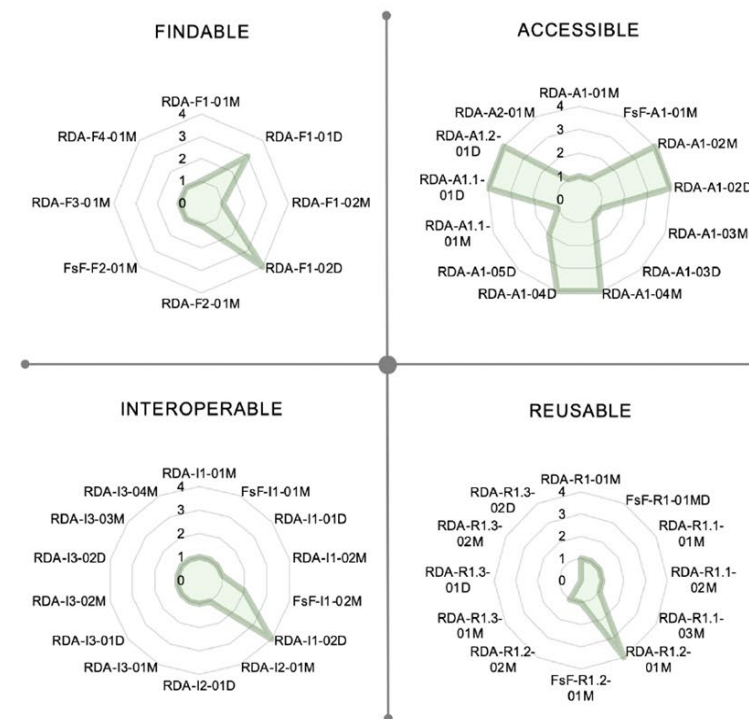 FINDABLE
RDA-F1-01M
4
3
2
1
0
RDA-F1-01D
RDA-F1-02M
RDA-F1-02D
RDA-F2-01M
FsF-F2-01M
RDA-F3-01M
RDA-F4-01M
ACCESSIBLE
RDA-A1-01M
4
3
2
1
0
FsF-A1-01M
RDA-A1-02M
RDA-A1-02D
RDA-A1-03M
RDA-A1-03D
RDA-A1-04M
RDA-A1-04D
RDA-A1-05D
RDA-A1.1-
01M
RDA-A1.1-
01D
RDA-A1.2-
01D
RDA-A2-01M
INTEROPERABLE
RDA-I1-01M
4
3
2
1
0
FsF-I1-01M
RDA-I1-01D
RDA-I1-02M
FsF-I1-02M
RDA-I1-02D
RDA-I2-01M
RDA-I2-01D
RDA-I3-01M
RDA-I3-01D
RDA-I3-02M
RDA-I3-02D
RDA-I3-03M
RDA-I3-04M
REUSABLE
RDA-R1-01M
4
3
2
1
0
FsF-R1-01MD
RDA-R1.1-
01M
RDA-R1.1-
02M
RDA-R1.1-
03M
RDA-R1.2-
01M
FsF-R1.2-
01M
RDA-R1.2-
02M
RDA-R1.3-
01M
RDA-R1.3-
01D
RDA-R1.3-
02M
RDA-R1.3-
02D